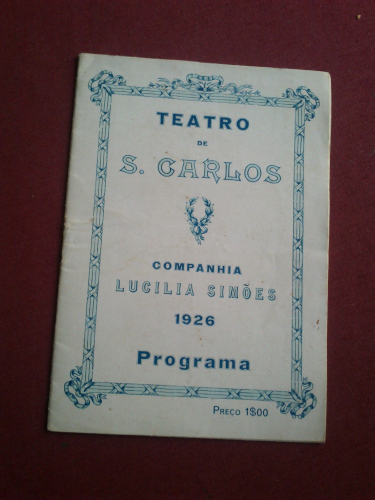 TEATRO
DE
S. CARLOS
COMPANHIA
LUCILIA SIMÕES
1926
Programa
PREÇO 1$00